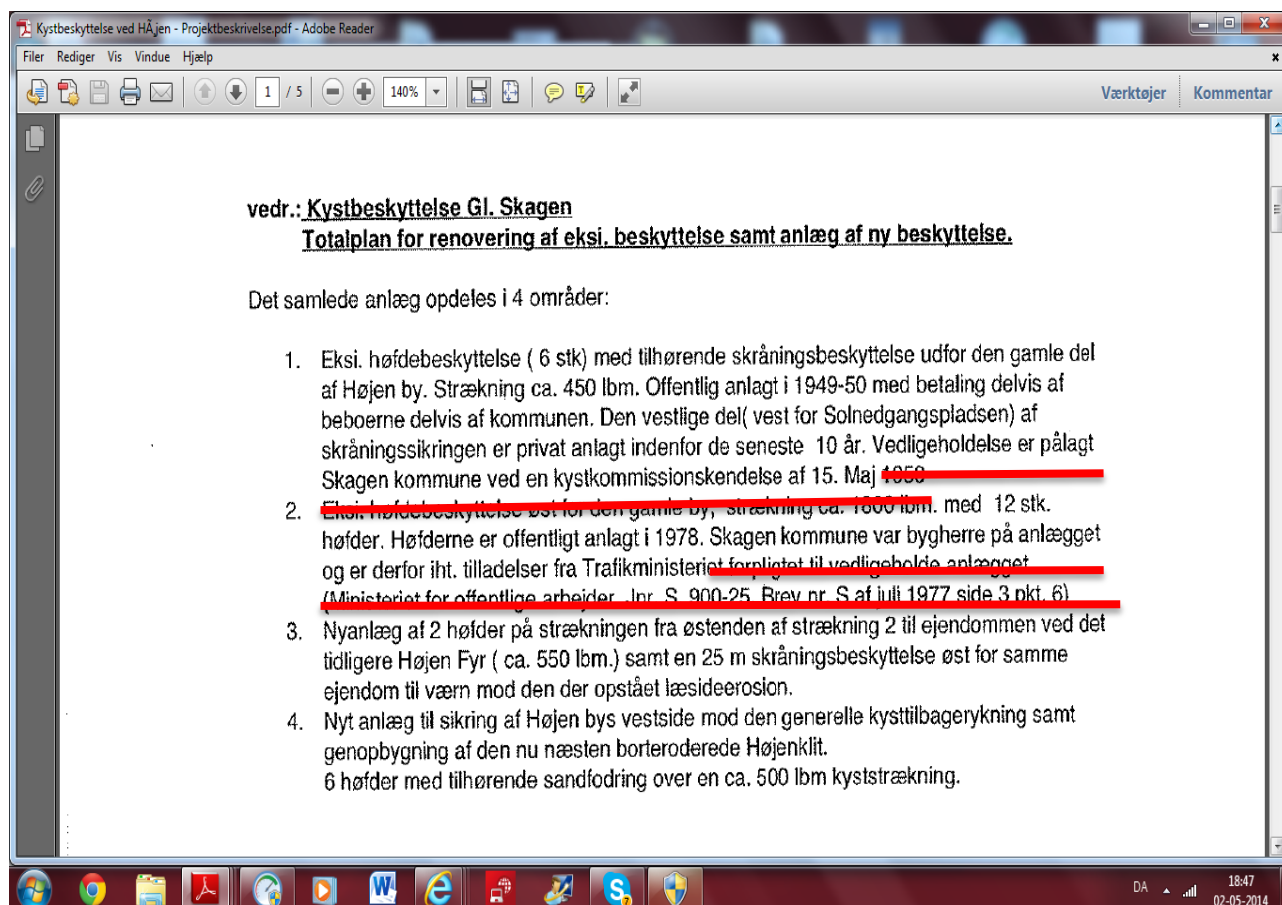 Kystbeskyttelse ved HÃ¸jen - Projektbeskrivelse.pdf - Adobe Reader
Filer Rediger Vis Vindue Hjælp
1 / 5 140% Værktøjer Kommentar
vedr.: Kystbeskyttelse Gl. Skagen
Totalplan for renovering af eksi. beskyttelse samt anlæg af ny beskyttelse.
Det samlede anlæg opdeles i 4 områder:
1. Eksi. høfdebeskyttelse ( 6 stk) med tilhørende skråningsbeskyttelse udfor den gamle del
af Højen by. Strækning ca. 450 lbm. Offentlig anlagt i 1949-50 med betaling delvis af
beboerne delvis af kommunen. Den vestlige del( vest for Solnedgangspladsen) af
skråningssikringen er privat anlagt indenfor de seneste 10 år. Vedligeholdelse er pålagt
Skagen kommune ved en kystkommissionskendelse af 15. Maj
2. Eksi. høfdebeskyttelse øst for den gamle by, strækning ca. 1800 lbm. med 12 stk.
høfder. Høfderne er offentligt anlagt i 1978. Skagen kommune var bygherre på anlægget
og er derfor iht. tilladelser fra Trafikministeriet forpligtet til vedligeholde anlægget
(Ministeriet for offentlige arbejder Jnr. S. 900-25 Brev nr. S af juli 1977 side 3 pkt. 6)
3. Nyanlæg af 2 høfder på strækningen fra østenden af strækning 2 til ejendommen ved det
tidligere Højen Fyr ( ca. 550 lbm.) samt en 25 m skråningsbeskyttelse øst for samme
ejendom til værn mod den der opstået læsideerosion.
4. Nyt anlæg til sikring af Højen bys vestside mod den generelle kysttilbagerykning samt
genopbygning af den nu næsten borteroderede Højenklit.
6 høfder med tilhørende sandfodring over en ca. 500 lbm kyststrækning.
DA 18:47
02-05-2014